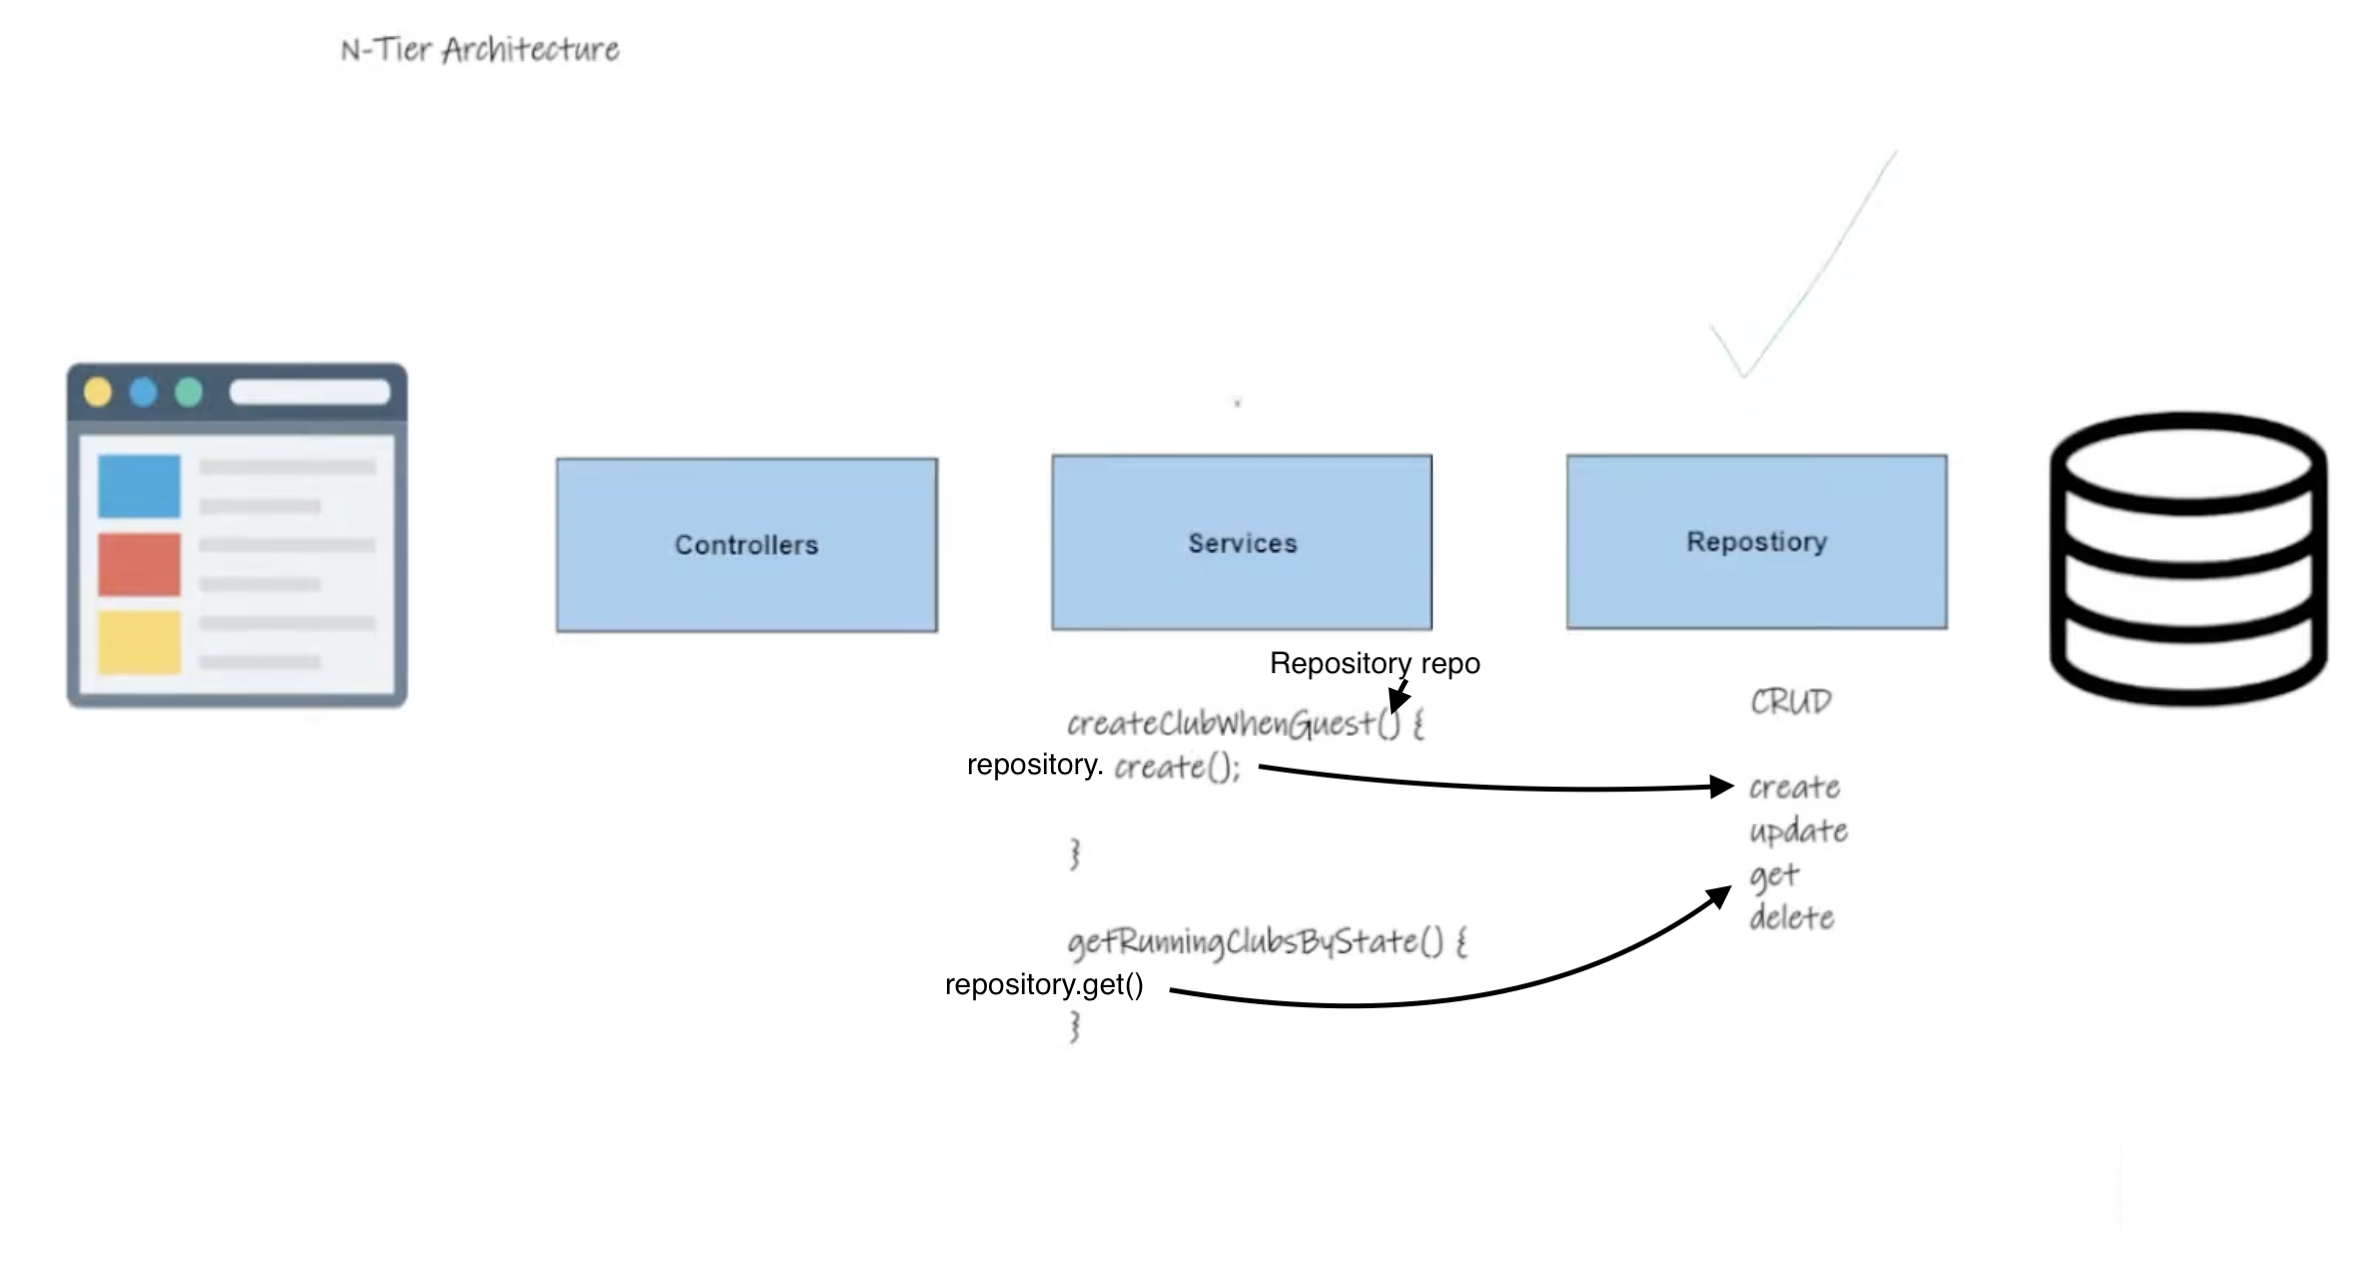 N-Tier Architecture
Controllers
Services
Repostiory
Repository repo
createClubWhenGuest() {
repository. create();
}
getRunningClubsByState() {
repository.get()
}
CRUD
create
update
get
delete